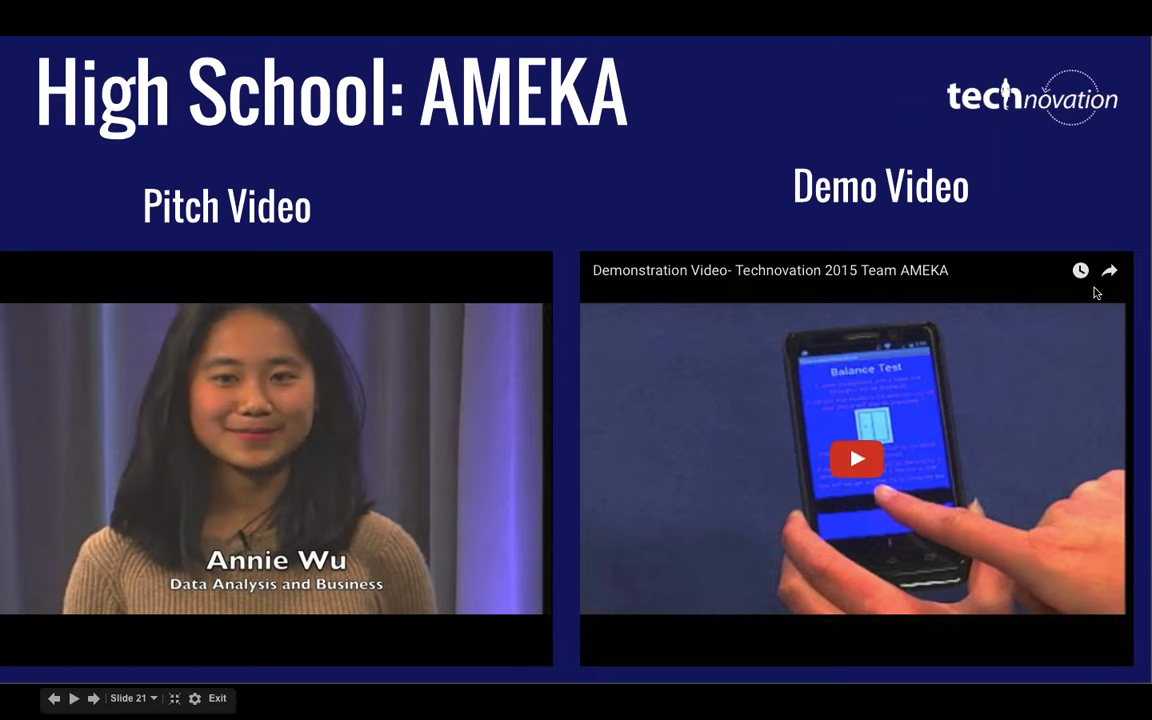 High School: AMEKA
technovation
Pitch Video
Demo Video
Demonstration Video- Technovation 2015 Team AMEKA
Balance Test
Annie Wu
Data Analysis and Business
Slide 21
Exit